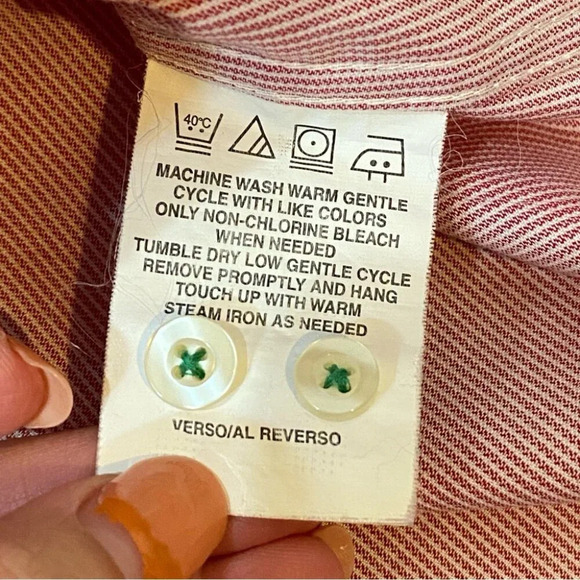 40°C
MACHINE WASH WARM GENTLE
CYCLE WITH LIKE COLORS
ONLY NON-CHLORINE BLEACH
WHEN NEEDED
TUMBLE DRY LOW GENTLE CYCLE
REMOVE PROMPTLY AND HANG
TOUCH UP WITH WARM
STEAM IRON AS NEEDED
VERSO/AL REVERSO